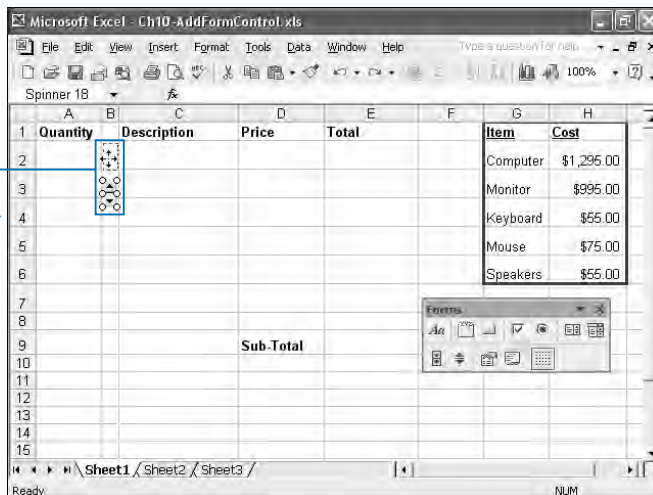 Microsoft Excel - Ch10-AddFormControl.xls
File Edit View Insert Format Tools Data Window Help Type a question for help
100%
Spinner 18 fx
A B C D E F G H
1 Quantity Description Price Total Item Cost
2 Computer $1,295.00
3 Monitor $995.00
4 Keyboard $55.00
5 Mouse $75.00
6 Speakers $55.00
7
Forms
8
Aa
9 Sub-Total
10
11
12
13
14
15
Sheet1 / Sheet2 / Sheet3 /
Ready NUM